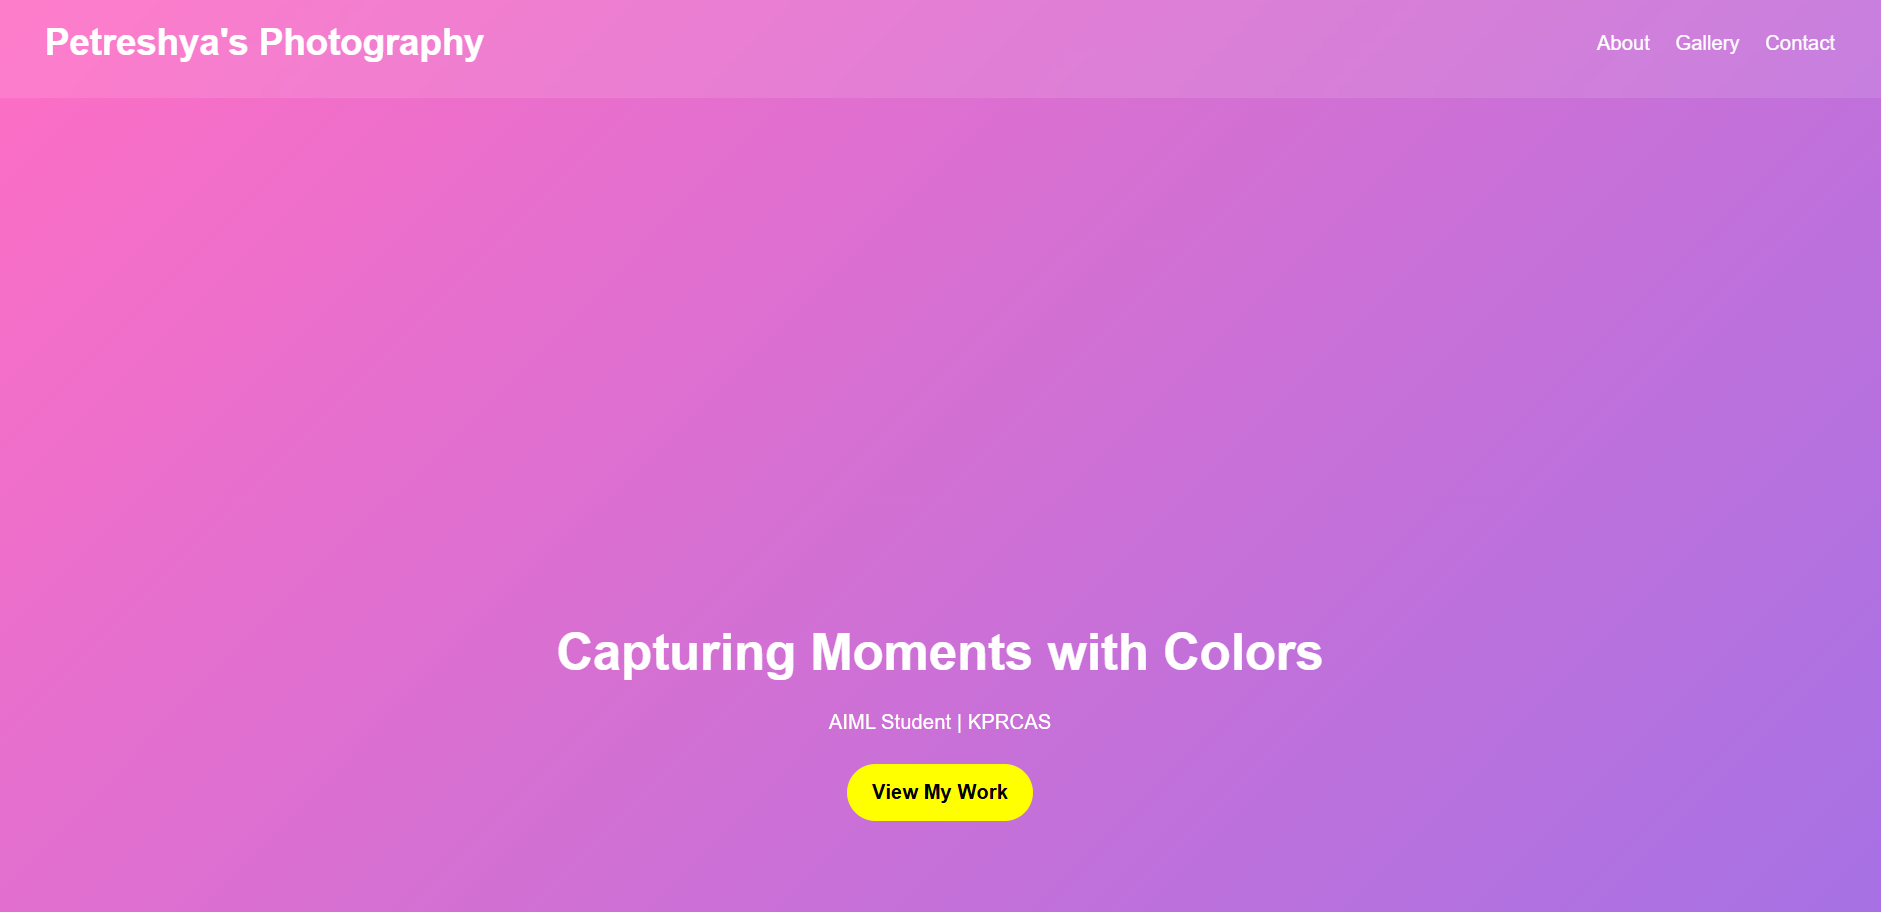 Petreshya's Photography
About Gallery Contact
Capturing Moments with Colors
AIML Student | KPRCAS
View My Work